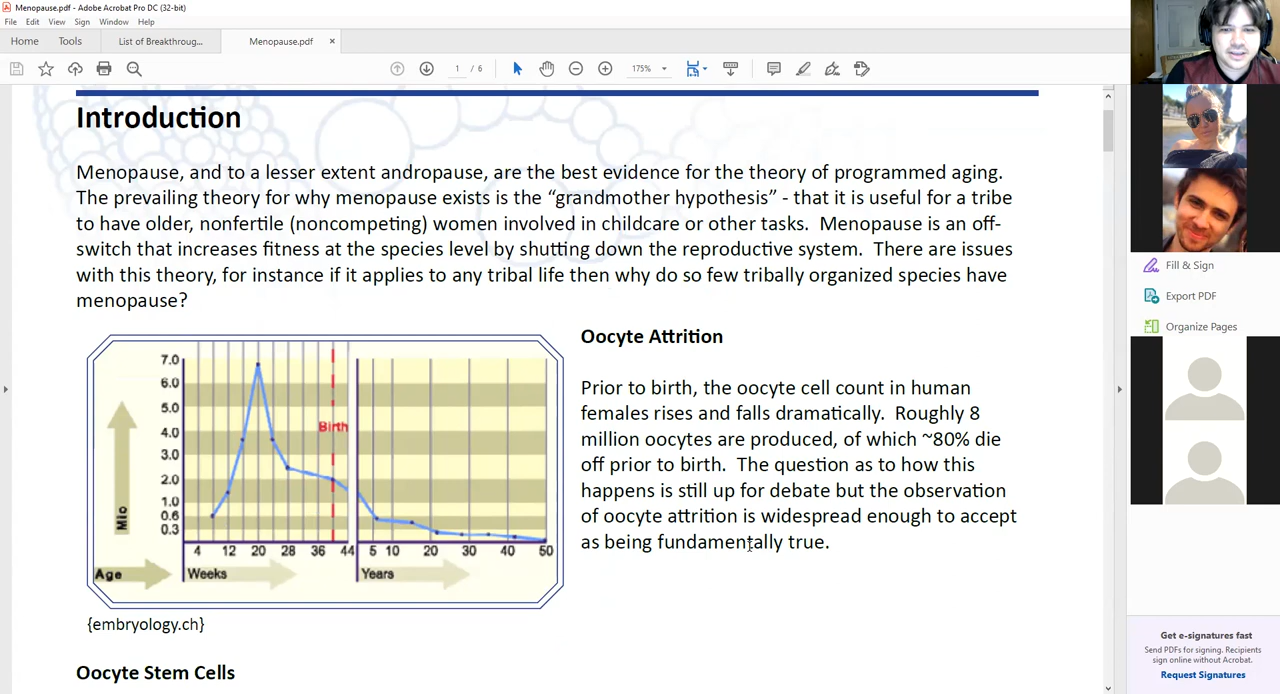 Menopause.pdf - Adobe Acrobat Pro DC (32-bit)
File Edit View Sign Window Help
Home Tools List of Breakthroug... Menopause.pdf ×
1 / 6 175%
Introduction
Menopause, and to a lesser extent andropause, are the best evidence for the theory of programmed aging.
The prevailing theory for why menopause exists is the “grandmother hypothesis” - that it is useful for a tribe
to have older, nonfertile (noncompeting) women involved in childcare or other tasks. Menopause is an off-
switch that increases fitness at the species level by shutting down the reproductive system. There are issues
with this theory, for instance if it applies to any tribal life then why do so few tribally organized species have
menopause?
7.0
6.0
5.0
4.0
3.0
2.0
1.0
0.6
0.3
Mio
Birth
4 12 20 28 36 44 5 10 20 30 40 50
Age Weeks Years
{embryology.ch}
Oocyte Attrition
Prior to birth, the oocyte cell count in human
females rises and falls dramatically. Roughly 8
million oocytes are produced, of which ~80% die
off prior to birth. The question as to how this
happens is still up for debate but the observation
of oocyte attrition is widespread enough to accept
as being fundamentally true.
Oocyte Stem Cells
Fill & Sign
Export PDF
Organize Pages
Get e-signatures fast
Send PDFs for signing. Recipients
sign online without Acrobat.
Request Signatures